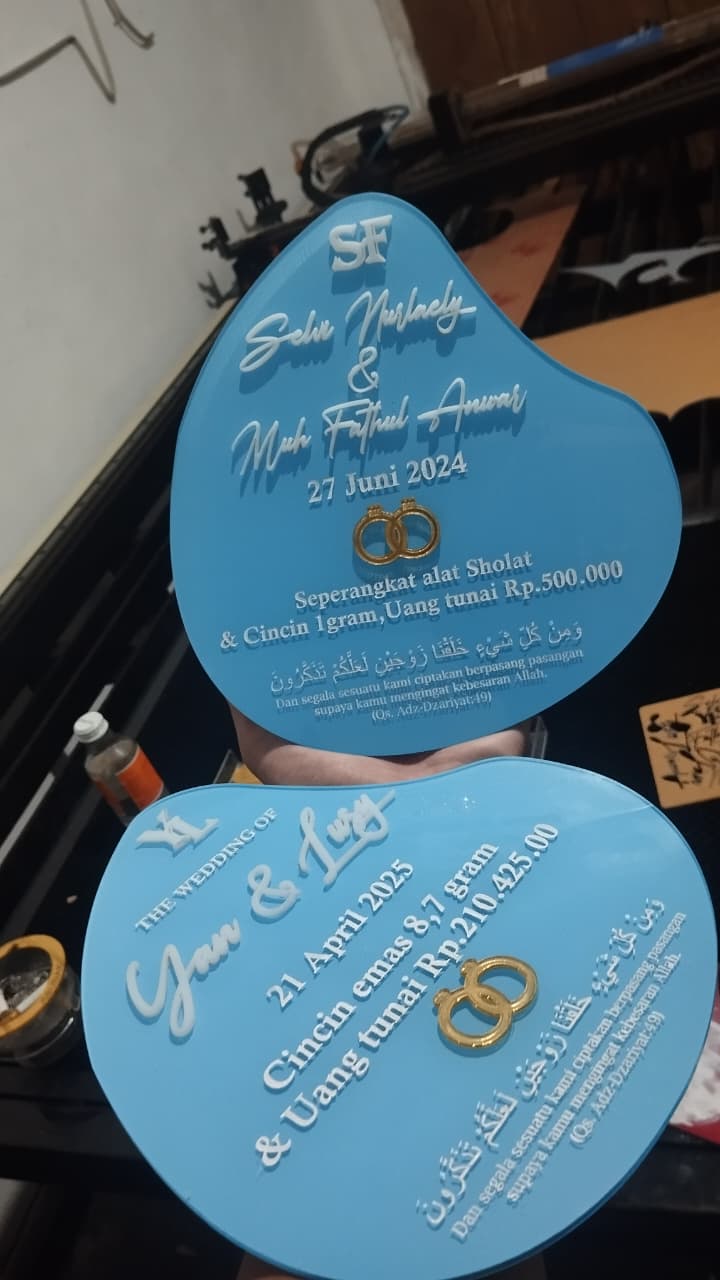 SF
Selvi Nurlaely
&
Muh Fathul Anwar
27 Juni 2024
Seperangkat alat Sholat
& Cincin 1gram,Uang tunai Rp.500.000
وَمِنْ كُلِّ شَيْءٍ خَلَقْنَا زَوْجَيْنِ لَعَلَّكُمْ تَذَكَّرُونَ
Dan segala sesuatu kami ciptakan berpasang pasangan
supaya kamu mengingat kebesaran Allah.
(Qs. Adz-Dzariyat:49)
YL
THE WEDDING OF
Yan & Lusy
21 April 2025
Cincin emas 8,7 gram
& Uang tunai Rp.210.425.00
وَمِنْ كُلِّ شَيْءٍ خَلَقْنَا زَوْجَيْنِ لَعَلَّكُمْ تَذَكَّرُونَ
Dan segala sesuatu kami ciptakan berpasang pasangan
supaya kamu mengingat kebesaran Allah.
(Qs. Adz-Dzariyat:49)